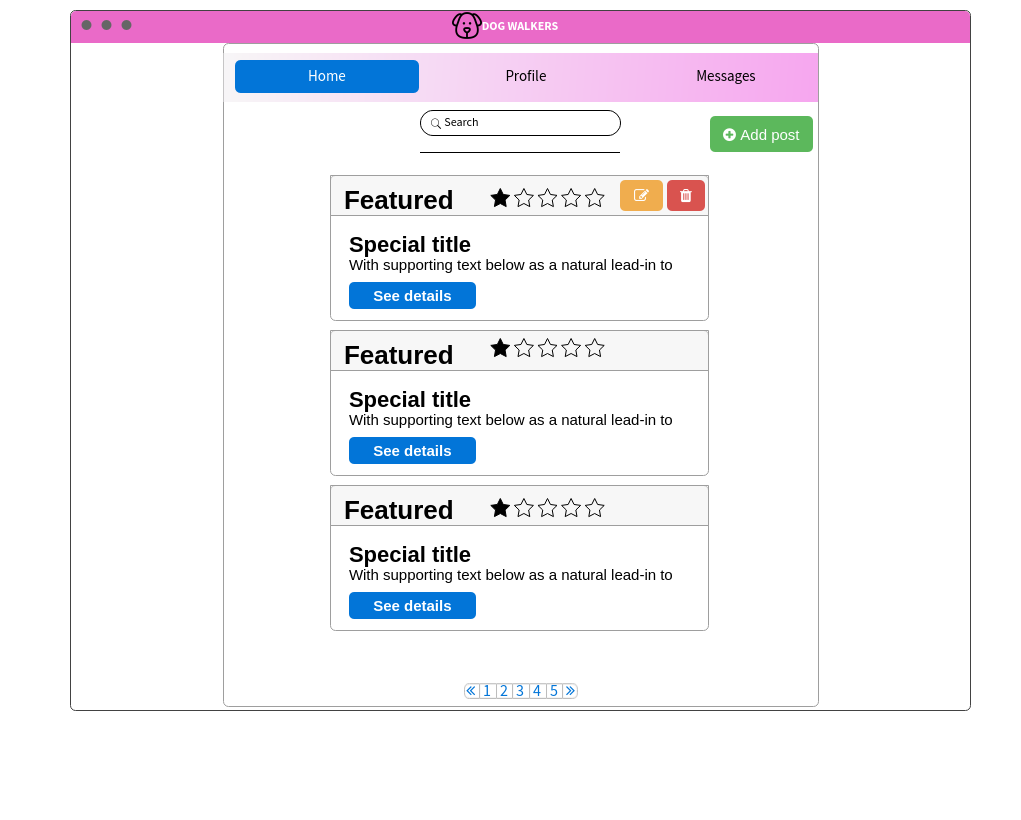 DOG WALKERS
Home Profile Messages
Search
Add post
Featured
Special title
With supporting text below as a natural lead-in to
See details
Featured
Special title
With supporting text below as a natural lead-in to
See details
Featured
Special title
With supporting text below as a natural lead-in to
See details
« 1 2 3 4 5 »